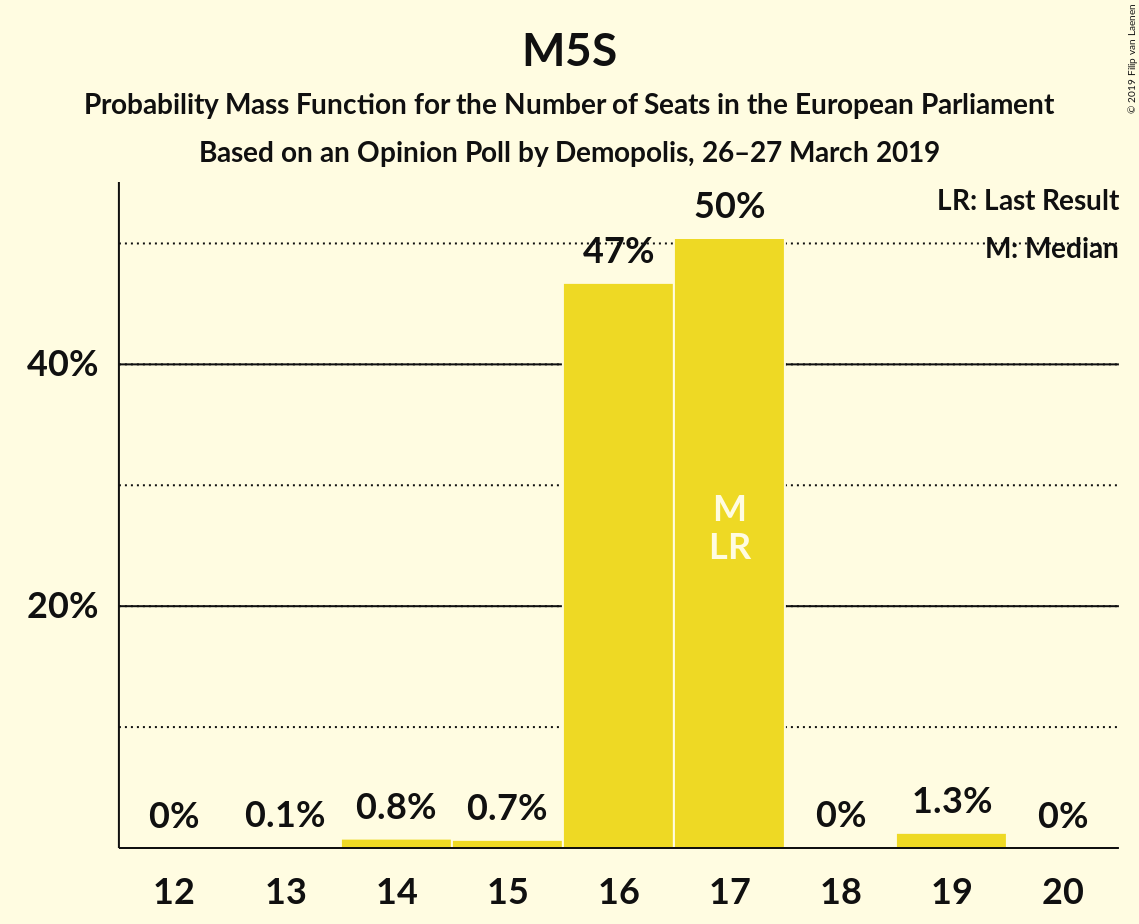 M5S
Probability Mass Function for the Number of Seats in the European Parliament
Based on an Opinion Poll by Demopolis, 26–27 March 2019
© 2019 Filip van Laenen
LR: Last Result
M: Median
50%
47%
40%
20%
M
LR
0%
0.1%
0.8%
0.7%
0%
1.3%
0%
12 13 14 15 16 17 18 19 20